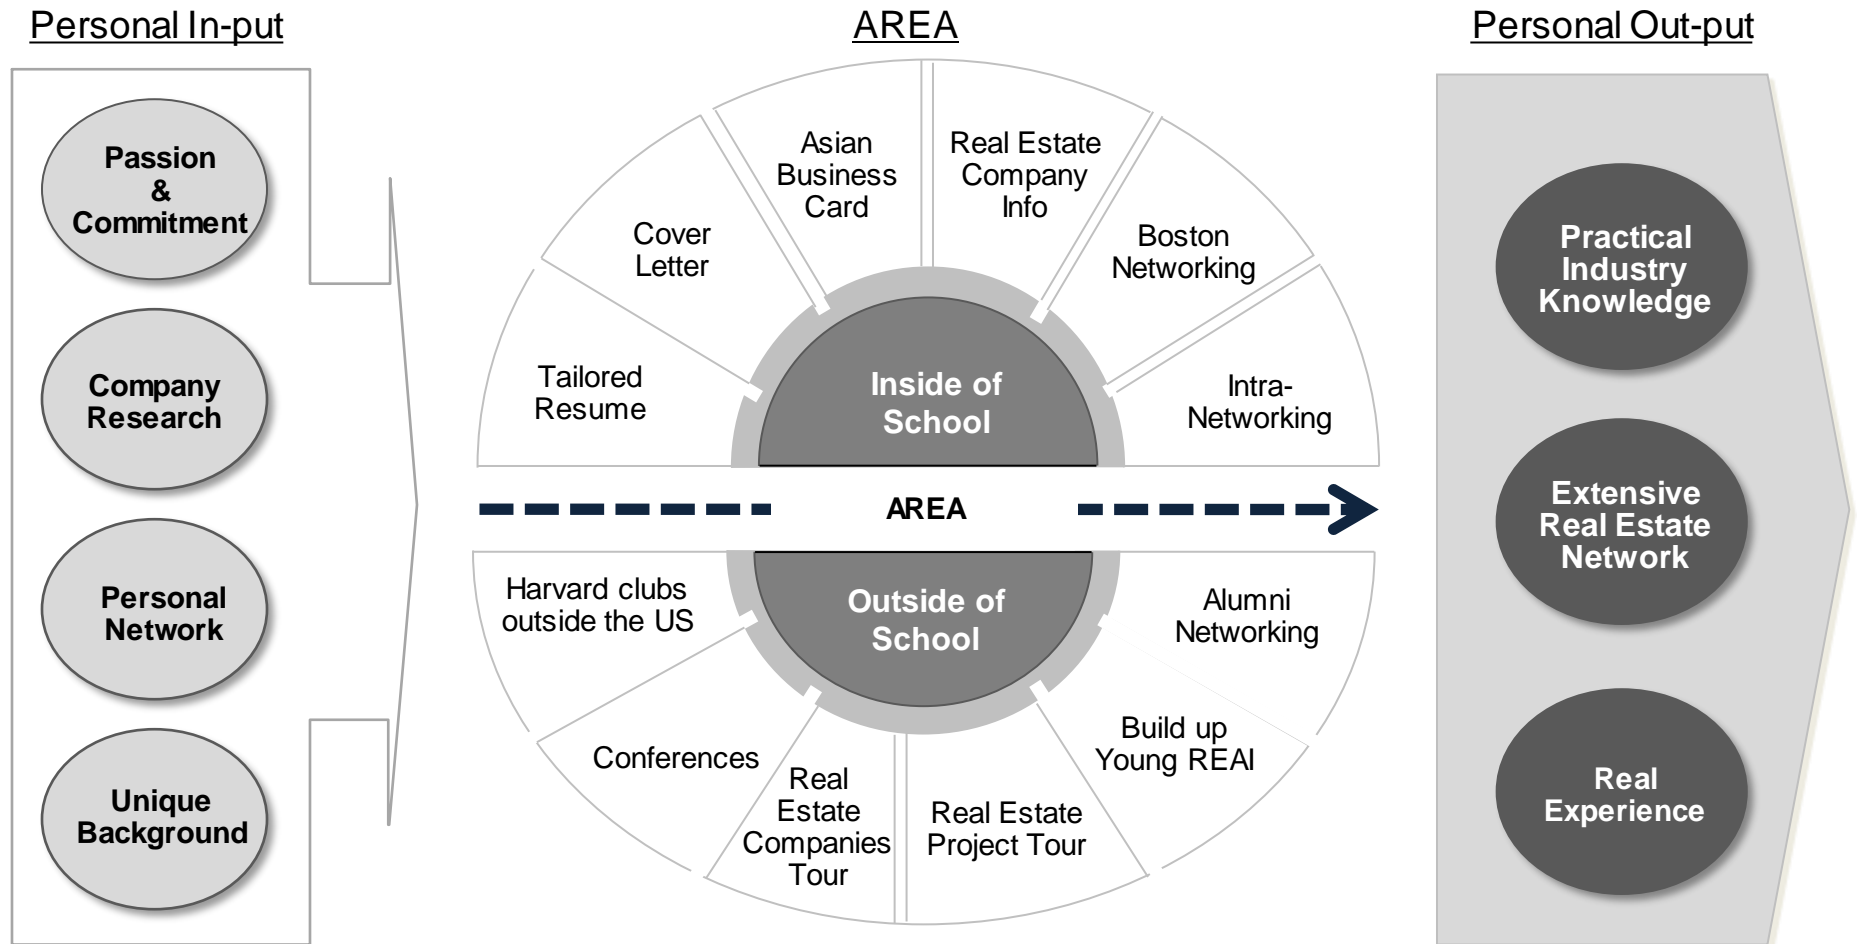 Personal In-put
AREA
Personal Out-put
Passion
&
Commitment
Company
Research
Personal
Network
Unique
Background
Tailored
Resume
Cover
Letter
Asian
Business
Card
Real Estate
Company
Info
Boston
Networking
Intra-
Networking
Inside of
School
AREA
Outside of
School
Harvard clubs
outside the US
Conferences
Real
Estate
Companies
Tour
Real Estate
Project Tour
Build up
Young REAI
Alumni
Networking
Practical
Industry
Knowledge
Extensive
Real Estate
Network
Real
Experience